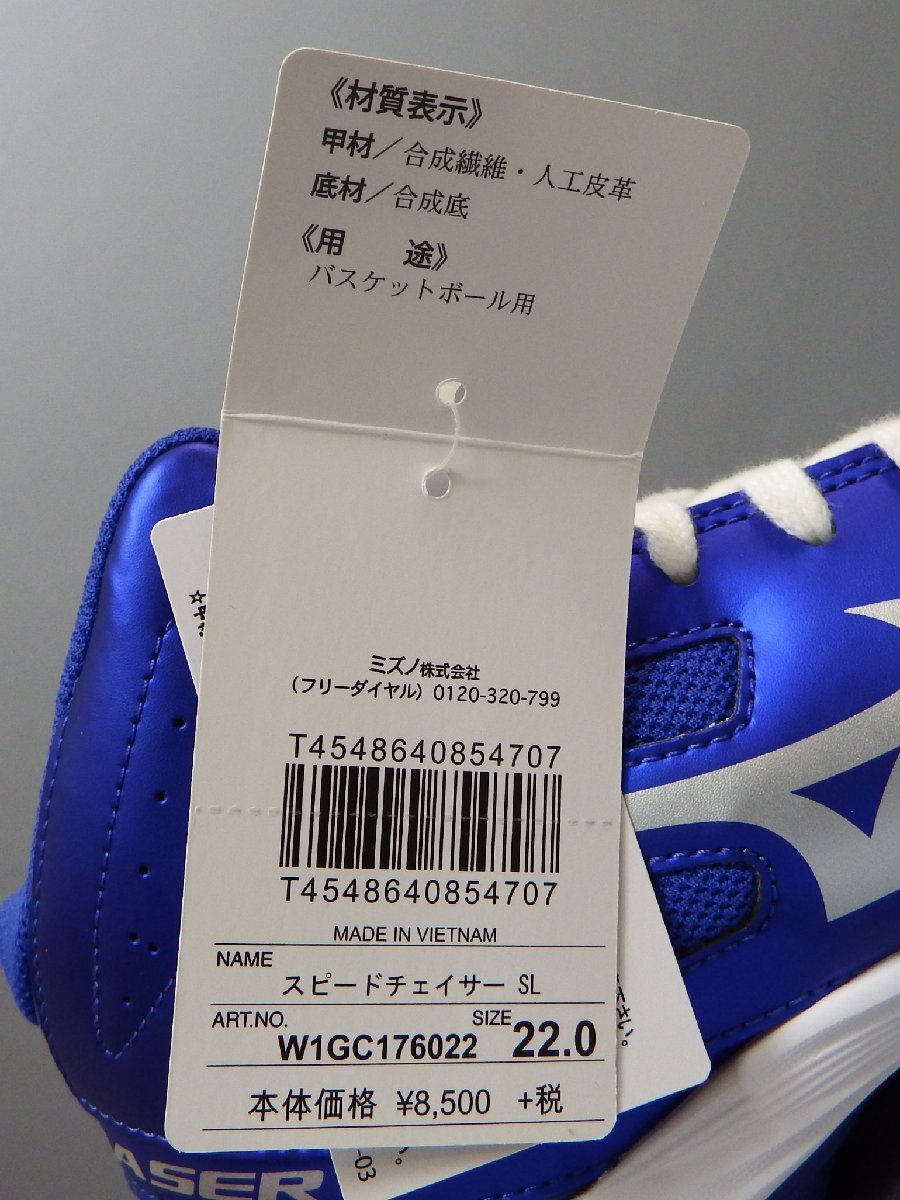 《材質表示》
甲材／合成繊維・人工皮革
底材／合成底
《用　途》
バスケットボール用
ミズノ株式会社
（フリーダイヤル）0120-320-799
T4548640854707
T4548640854707
MADE IN VIETNAM
NAME
スピードチェイサー SL
ART.NO. SIZE
W1GC176022 22.0
本体価格 ¥8,500 +税
さい。
-03
ASER